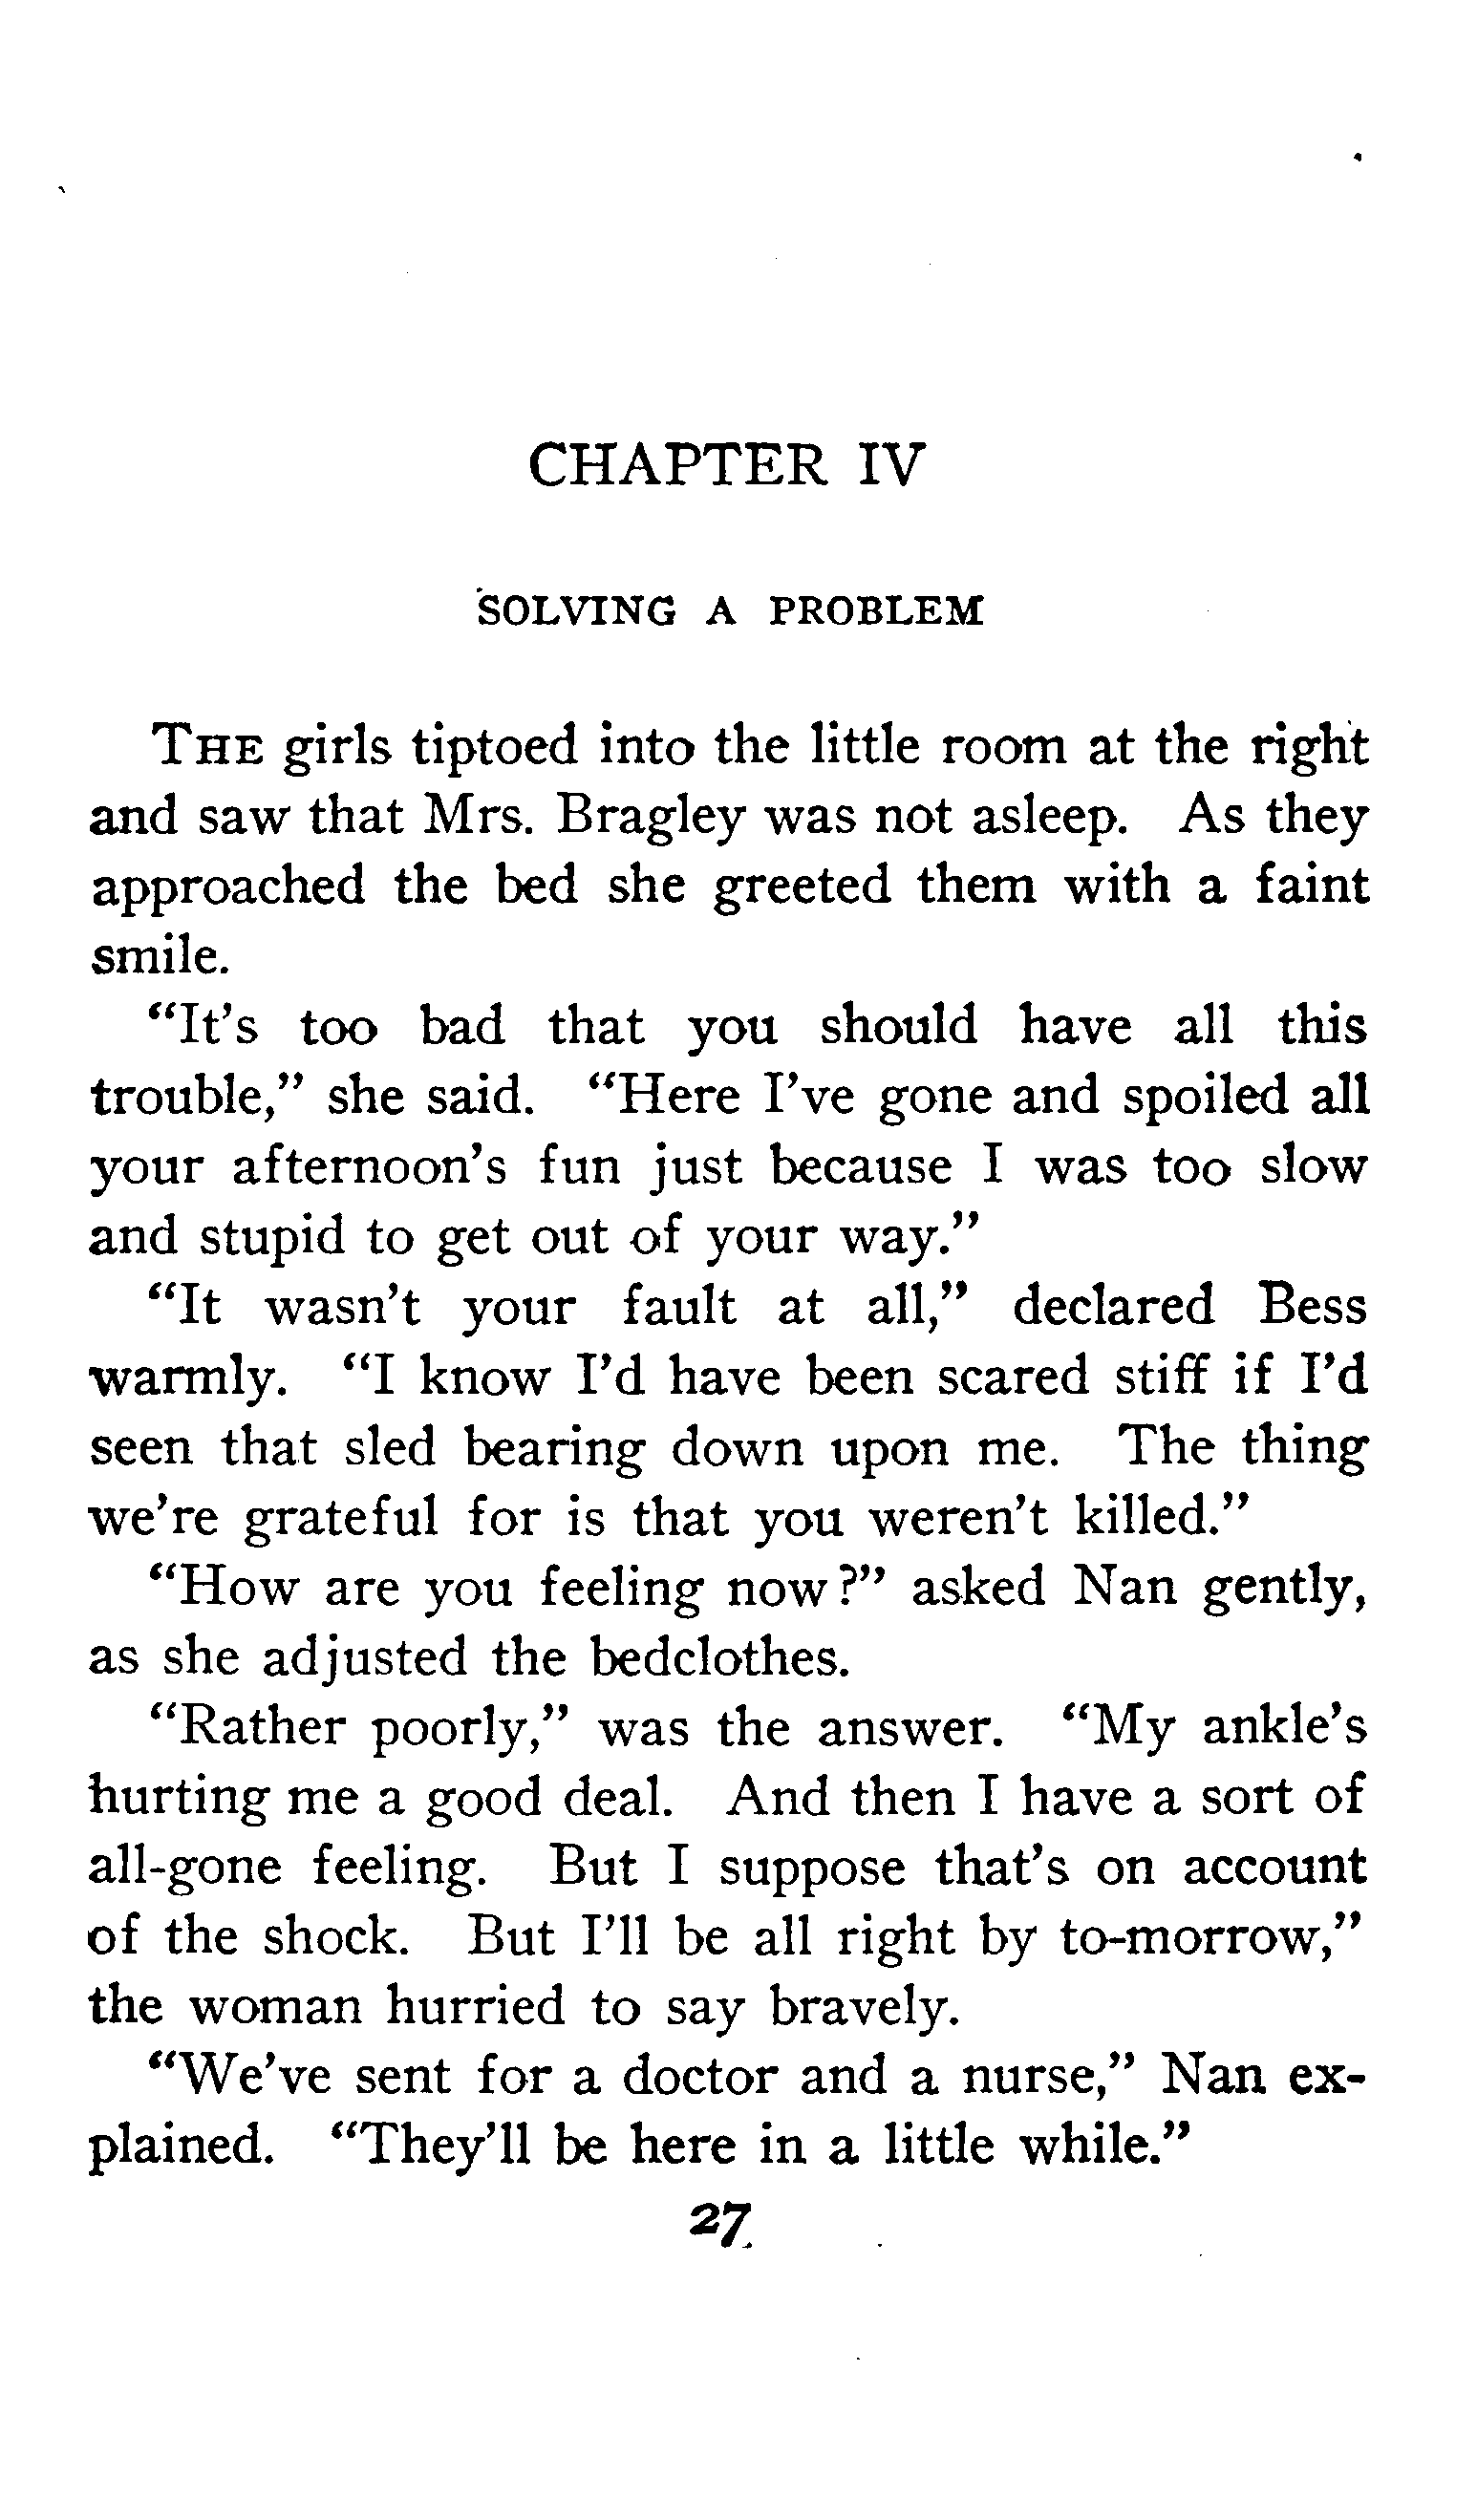 CHAPTER IV
SOLVING A PROBLEM
THE girls tiptoed into the little room at the right
and saw that Mrs. Bragley was not asleep. As they
approached the bed she greeted them with a faint
smile.
"It's too bad that you should have all this
trouble," she said. "Here I've gone and spoiled all
your afternoon's fun just because I was too slow
and stupid to get out of your way."
"It wasn't your fault at all," declared Bess
warmly. "I know I'd have been scared stiff if I'd
seen that sled bearing down upon me. The thing
we're grateful for is that you weren't killed."
"How are you feeling now?" asked Nan gently,
as she adjusted the bedclothes.
"Rather poorly," was the answer. "My ankle's
hurting me a good deal. And then I have a sort of
all-gone feeling. But I suppose that's on account
of the shock. But I'll be all right by to-morrow,"
the woman hurried to say bravely.
"We've sent for a doctor and a nurse," Nan ex-
plained. "They'll be here in a little while."
27